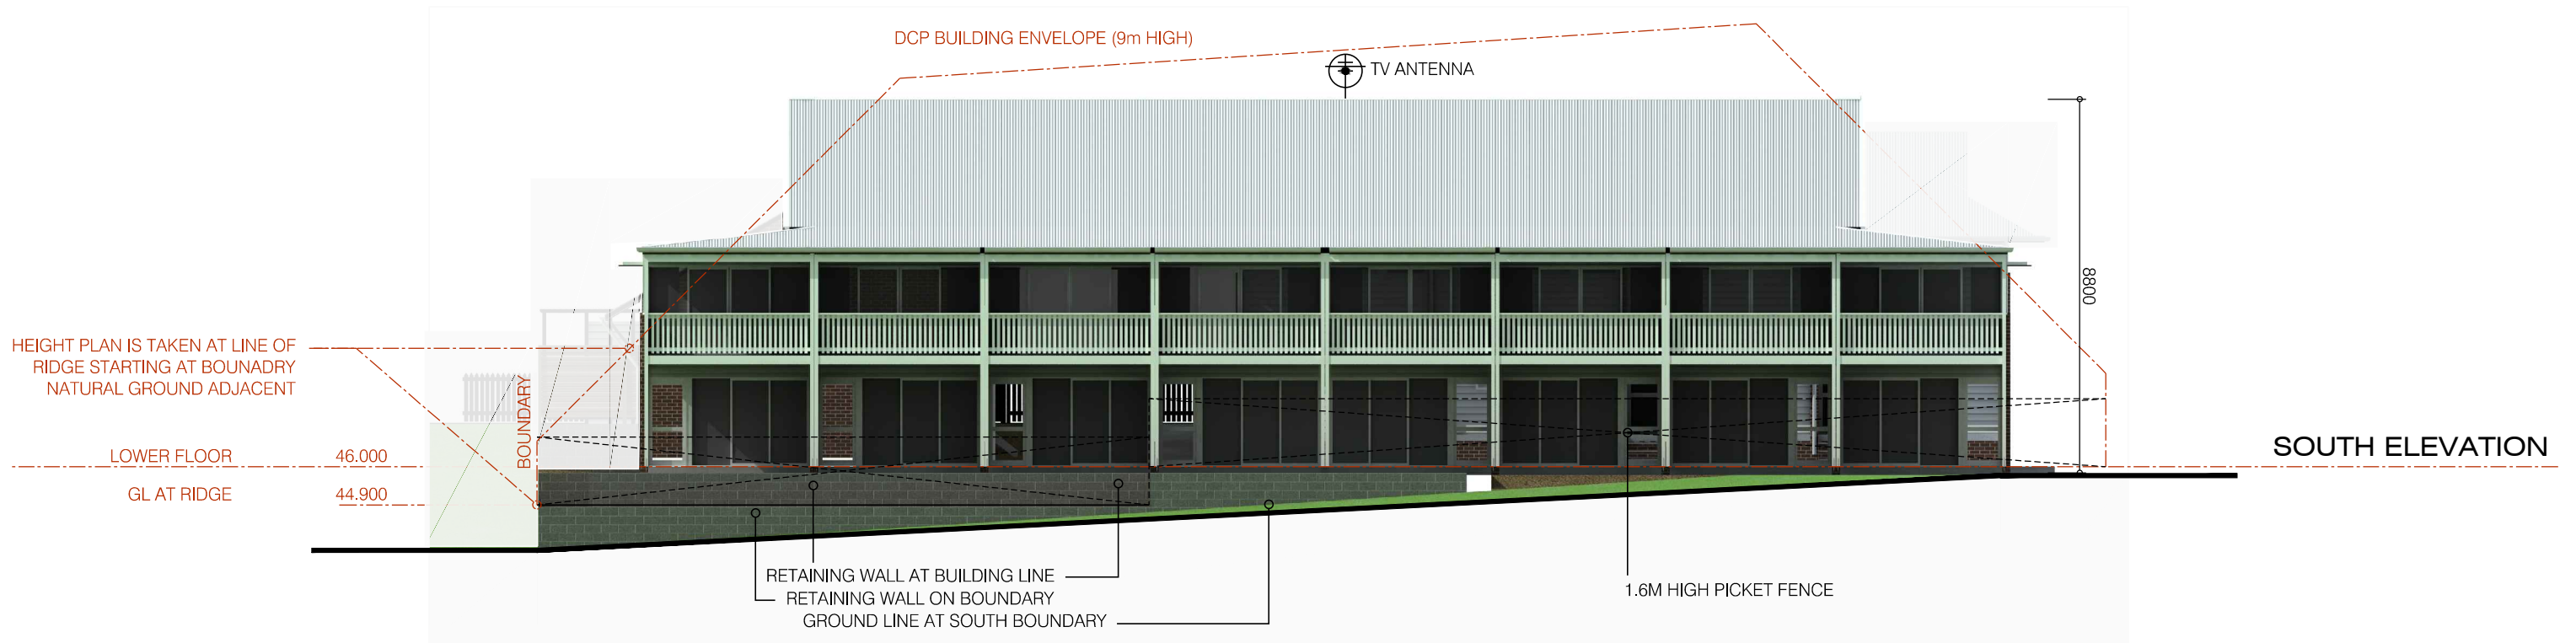 DCP BUILDING ENVELOPE (9m HIGH)
TV ANTENNA
8800
HEIGHT PLAN IS TAKEN AT LINE OF
RIDGE STARTING AT BOUNADRY
NATURAL GROUND ADJACENT
BOUNDARY
LOWER FLOOR 46.000
GL AT RIDGE 44.900
SOUTH ELEVATION
RETAINING WALL AT BUILDING LINE
RETAINING WALL ON BOUNDARY
GROUND LINE AT SOUTH BOUNDARY
1.6M HIGH PICKET FENCE